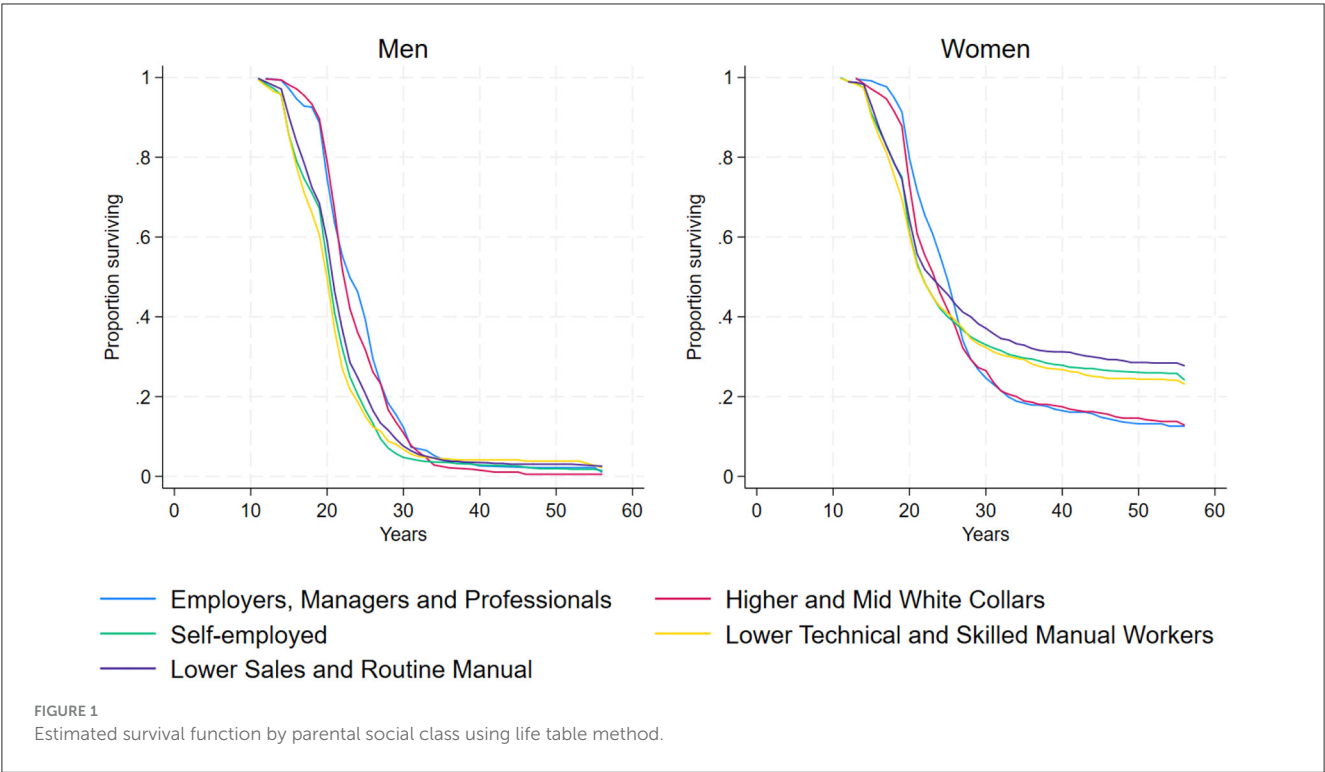 Men
Women
Proportion surviving
1
.8
.6
.4
.2
0
0 10 20 30 40 50 60
Years
Proportion surviving
1
.8
.6
.4
.2
0
0 10 20 30 40 50 60
Years
Employers, Managers and Professionals
Higher and Mid White Collars
Self-employed
Lower Technical and Skilled Manual Workers
Lower Sales and Routine Manual
FIGURE 1
Estimated survival function by parental social class using life table method.